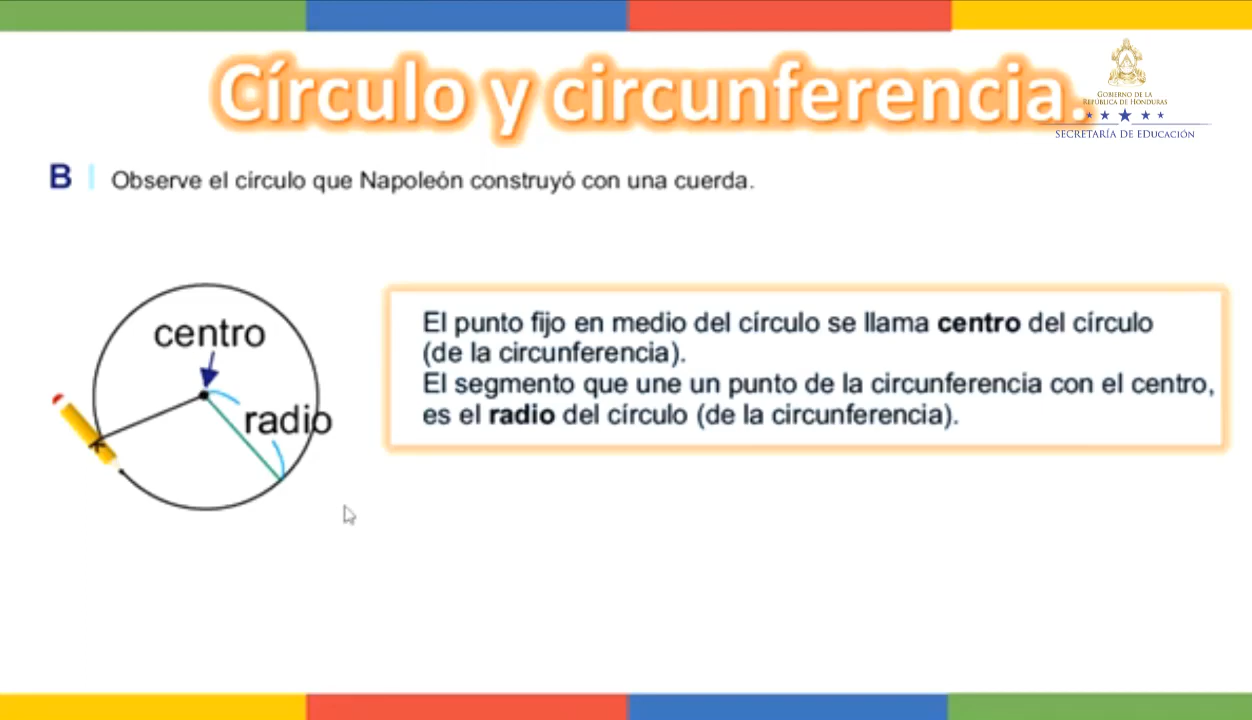 Círculo y circunferencia.
GOBIERNO DE LA
REPÚBLICA DE HONDURAS
SECRETARÍA DE EDUCACIÓN
B Observe el círculo que Napoleón construyó con una cuerda.
centro
radio
El punto fijo en medio del círculo se llama centro del círculo
(de la circunferencia).
El segmento que une un punto de la circunferencia con el centro,
es el radio del círculo (de la circunferencia).